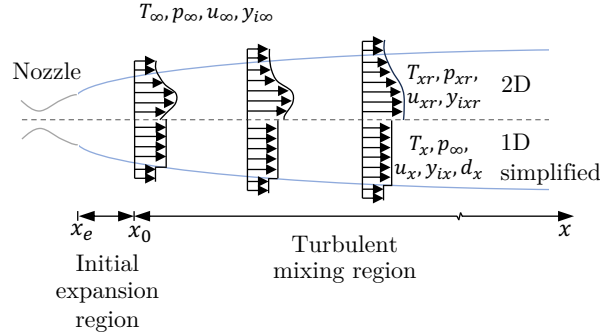 T∞, p∞, u∞, yi∞
Nozzle
Txr, pxr,
uxr, yixr
2D
Tx, p∞,
ux, yix, dx
1D
simplified
xe
x0
x
Initial
expansion
region
Turbulent
mixing region